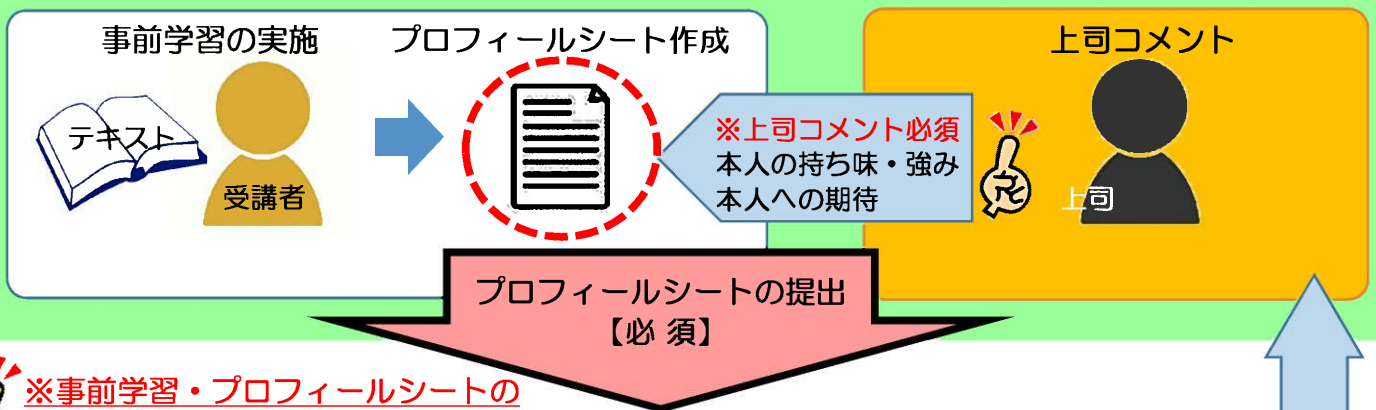 事前学習の実施
プロフィールシート作成
上司コメント
テキスト
受講者
※上司コメント必須
本人の持ち味・強み
本人への期待
上司
プロフィールシートの提出
【必 須】
※事前学習・プロフィールシートの